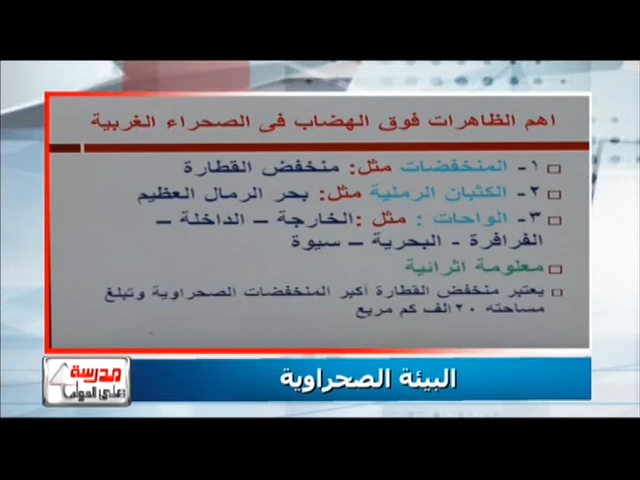 اهم الظاهرات فوق الهضاب فى الصحراء الغربية
١- المنخفضات مثل: منخفض القطارة
٢- الكثبان الرملية مثل: بحر الرمال العظيم
٣- الواحات : مثل :الخارجة – الداخلة –
الفرافرة - البحرية – سيوة
معلومة اثرائية
يعتبر منخفض القطارة أكبر المنخفضات الصحراوية وتبلغ
مساحته ٢٠ الف كم مربع
البيئة الصحراوية
مدرسة
على الهواء